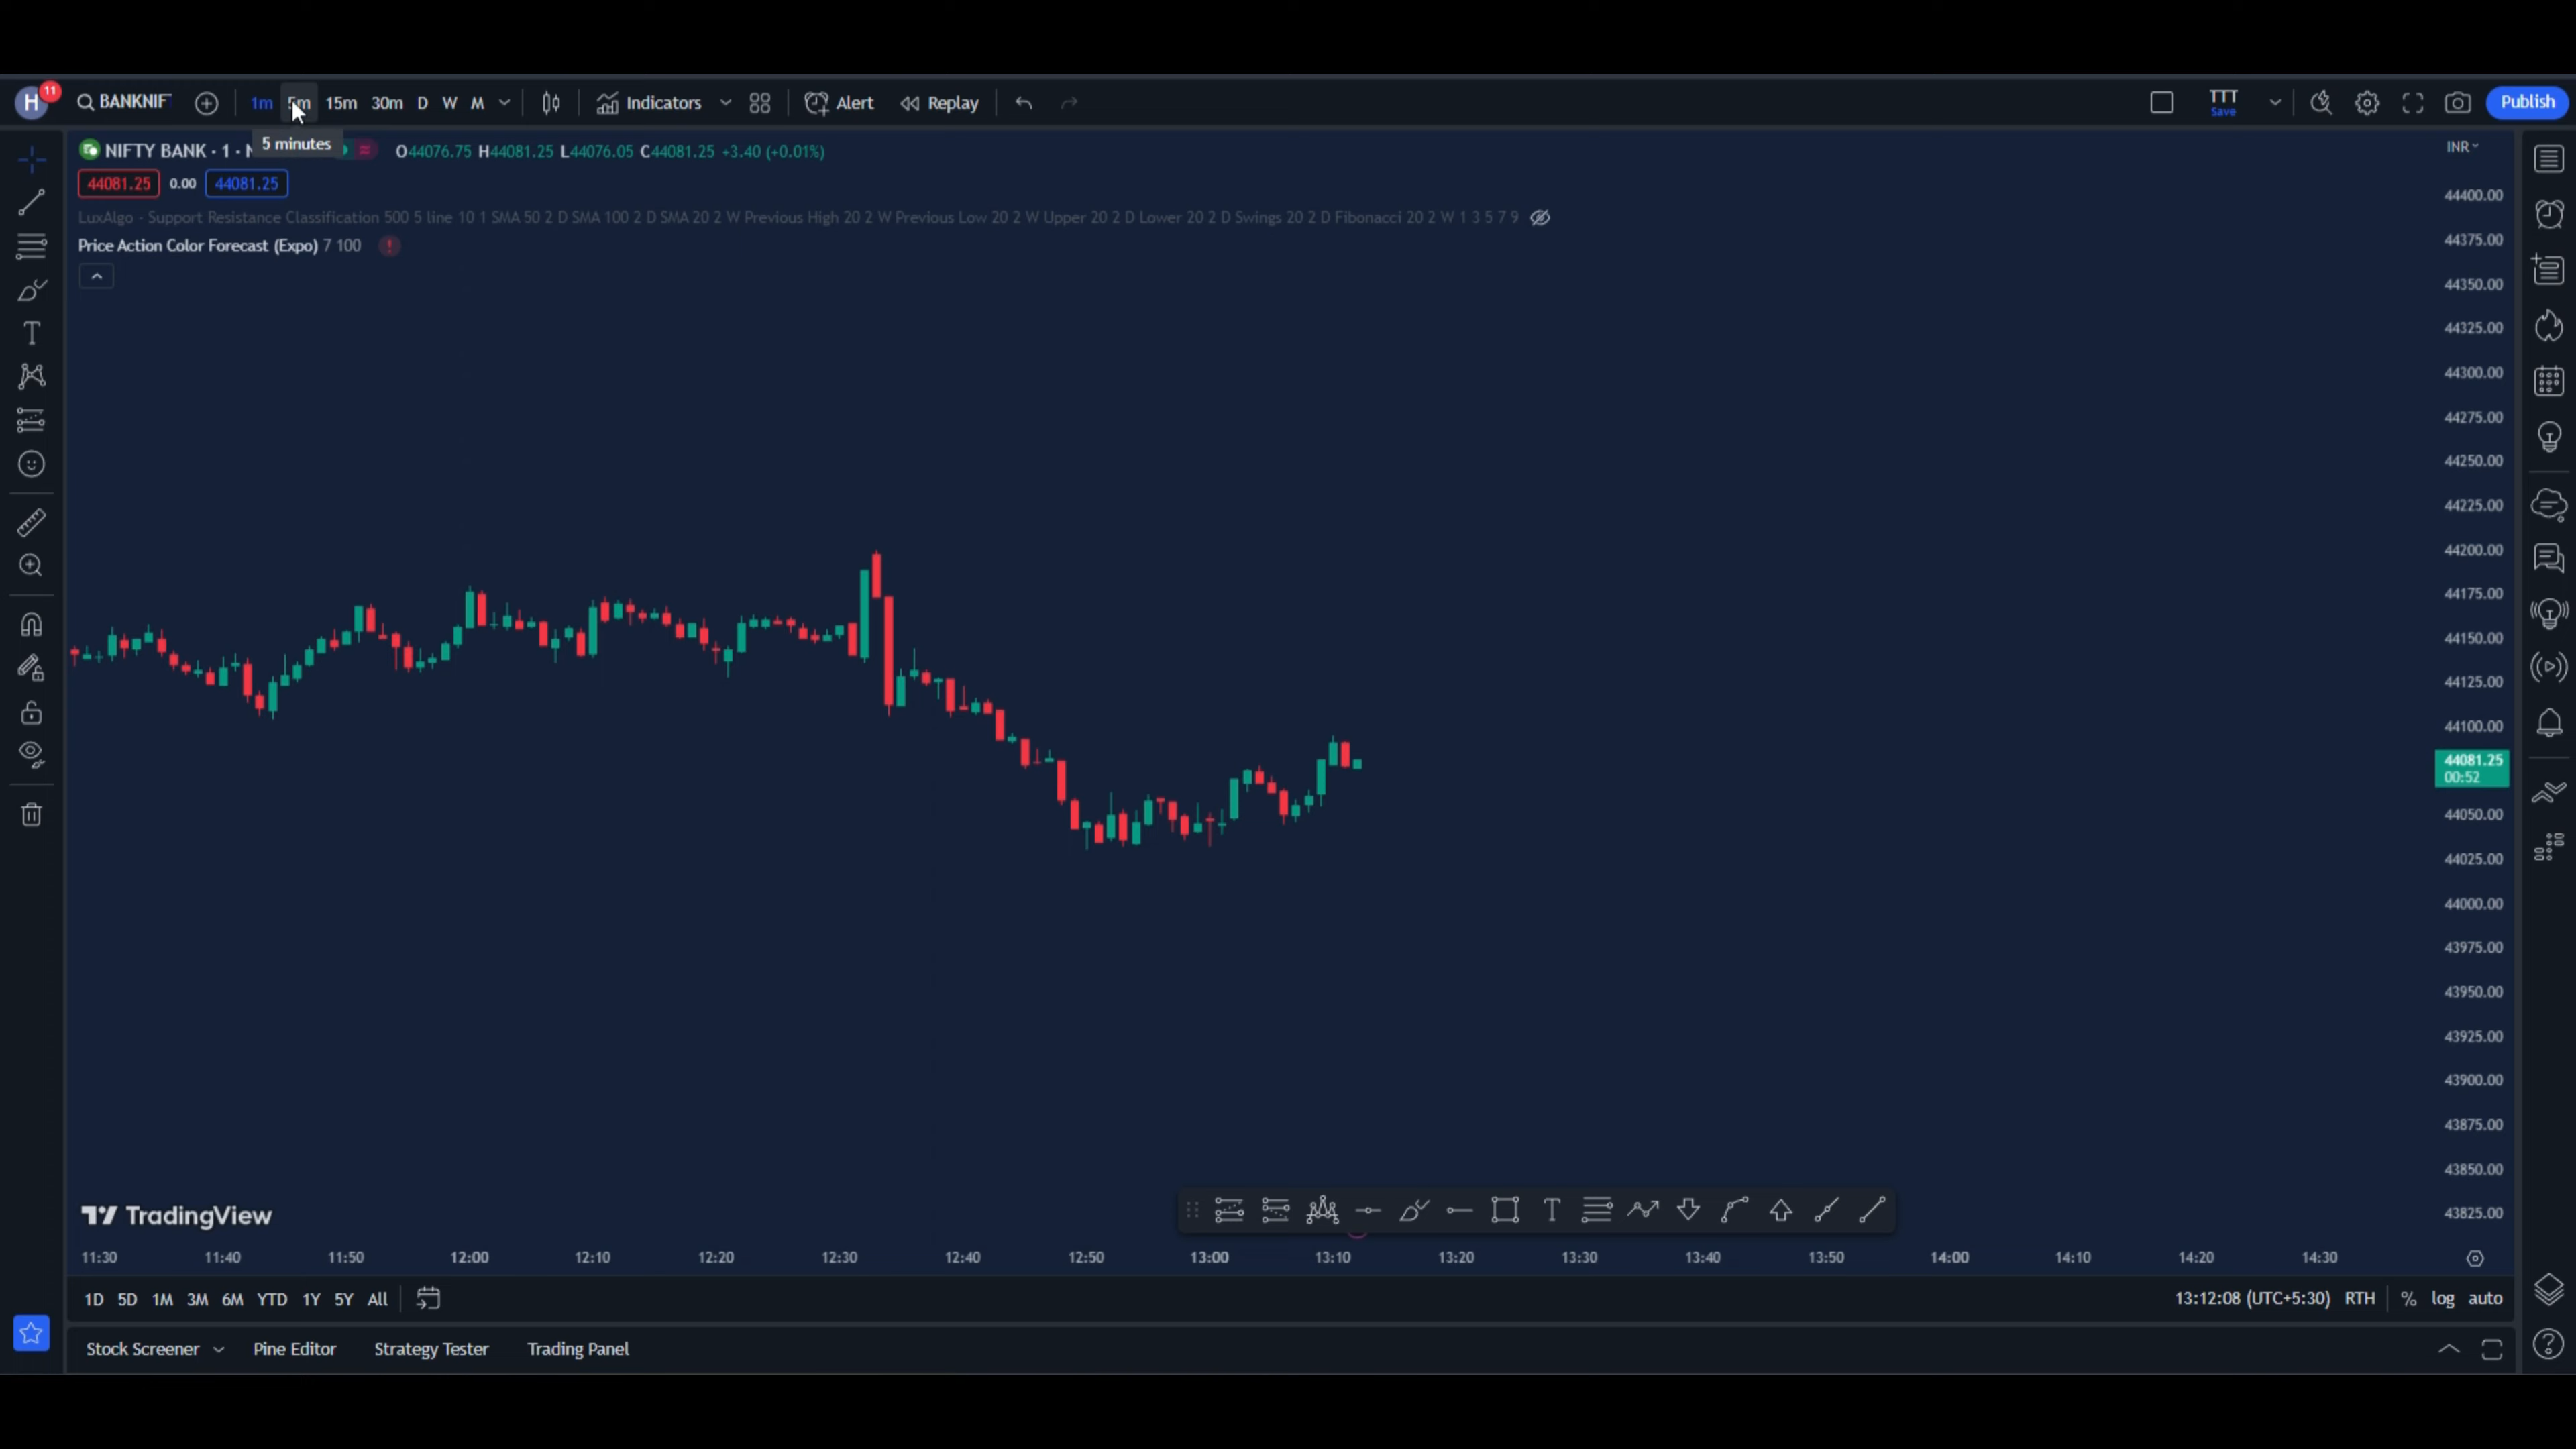 H 11 BANKNIF 1m 5m 15m 30m D W M Indicators Alert Replay TTT Save Publish
5 minutes
NIFTY BANK · 1 · O44076.75 H44081.25 L44076.05 C44081.25 +3.40 (+0.01%) INR
44081.25 0.00 44081.25
LuxAlgo - Support Resistance Classification 500 5 line 10 1 SMA 50 2 D SMA 100 2 D SMA 20 2 W Previous High 20 2 W Previous Low 20 2 W Upper 20 2 D Lower 20 2 D Swings 20 2 D Fibonacci 20 2 W 1 3 5 7 9
Price Action Color Forecast (Expo) 7 100 !
44400.00
44375.00
44350.00
44325.00
44300.00
44275.00
44250.00
44225.00
44200.00
44175.00
44150.00
44125.00
44100.00
44081.25
00:52
44050.00
44025.00
44000.00
43975.00
43950.00
43925.00
43900.00
43875.00
43850.00
43825.00
TradingView
11:30 11:40 11:50 12:00 12:10 12:20 12:30 12:40 12:50 13:00 13:10 13:20 13:30 13:40 13:50 14:00 14:10 14:20 14:30
1D 5D 1M 3M 6M YTD 1Y 5Y All 13:12:08 (UTC+5:30) RTH % log auto
Stock Screener Pine Editor Strategy Tester Trading Panel